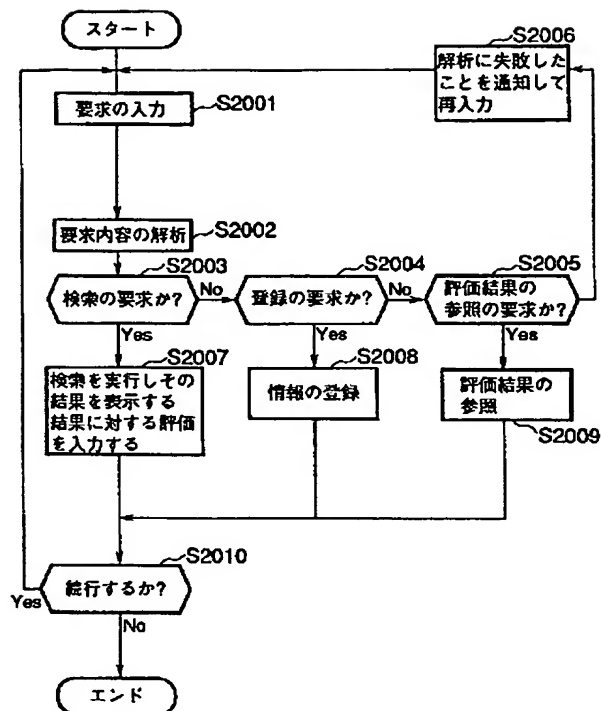 スタート
S2006
解析に失敗した
ことを通知して
再入力
要求の入力
S2001
要求内容の解析
S2002
S2003
S2004
S2005
検索の要求か?
No
登録の要求か?
No
評価結果の
参照の要求か?
Yes
Yes
Yes
S2007
S2008
検索を実行しその
結果を表示する
結果に対する評価
を入力する
情報の登録
評価結果の
参照
S2009
S2010
続行するか?
Yes
No
エンド